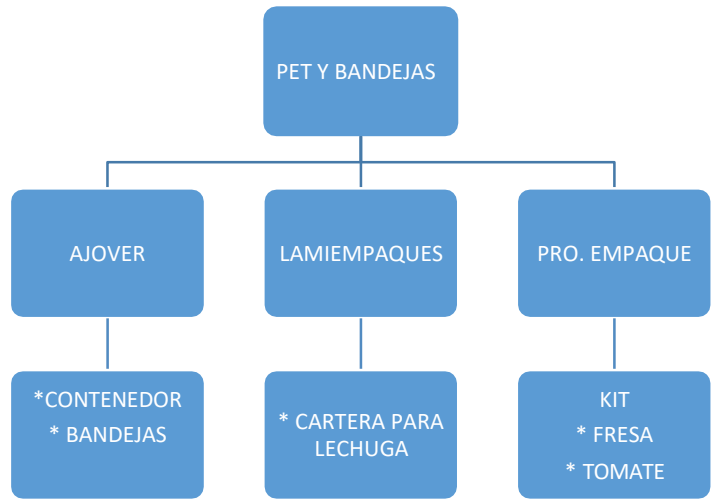 PET Y BANDEJAS
AJOVER
LAMIEMPAQUES
PRO. EMPAQUE
*CONTENEDOR
* BANDEJAS
* CARTERA PARA
LECHUGA
KIT
* FRESA
* TOMATE